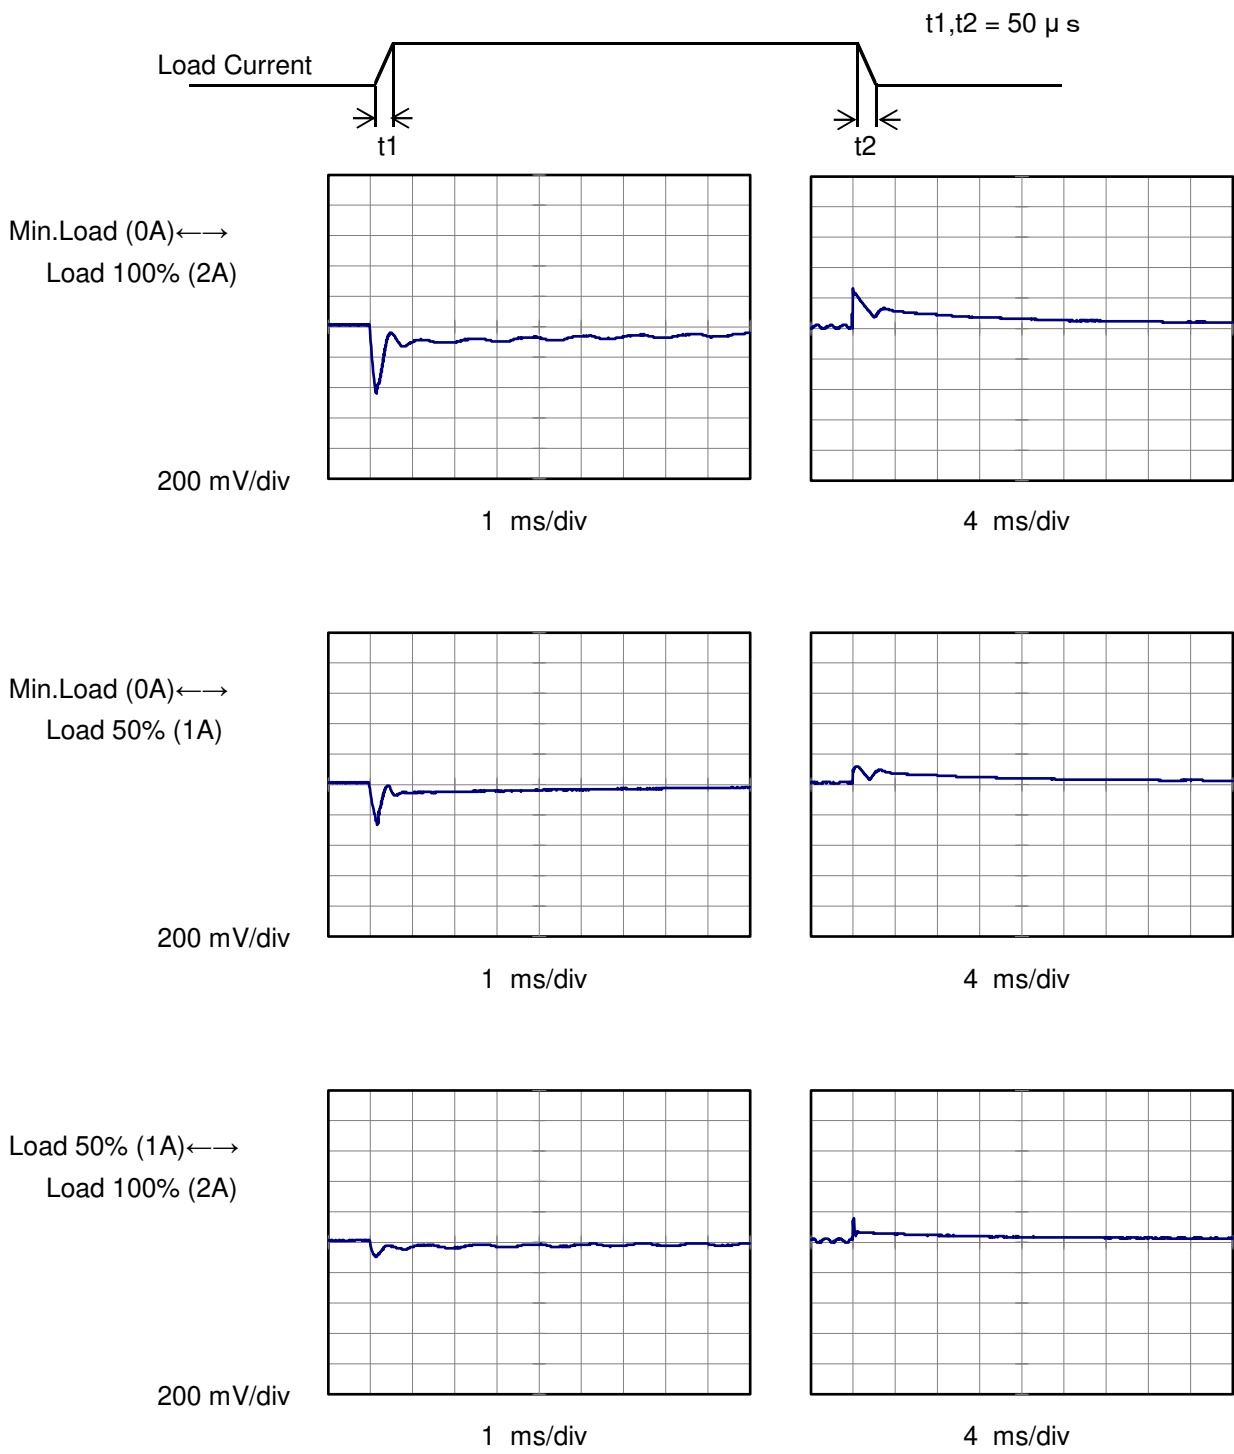 t1,t2 = 50 μ s
Load Current
t1
t2
Min.Load (0A)←→
Load 100% (2A)
200 mV/div
1 ms/div
4 ms/div
Min.Load (0A)←→
Load 50% (1A)
200 mV/div
1 ms/div
4 ms/div
Load 50% (1A)←→
Load 100% (2A)
200 mV/div
1 ms/div
4 ms/div